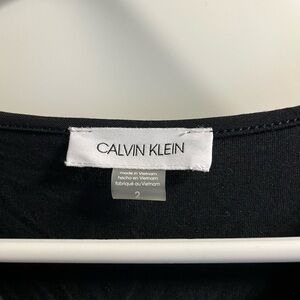 CALVIN KLEIN
made in Vietnam
hecho en Vietnam
fabriqué au Vietnam
2